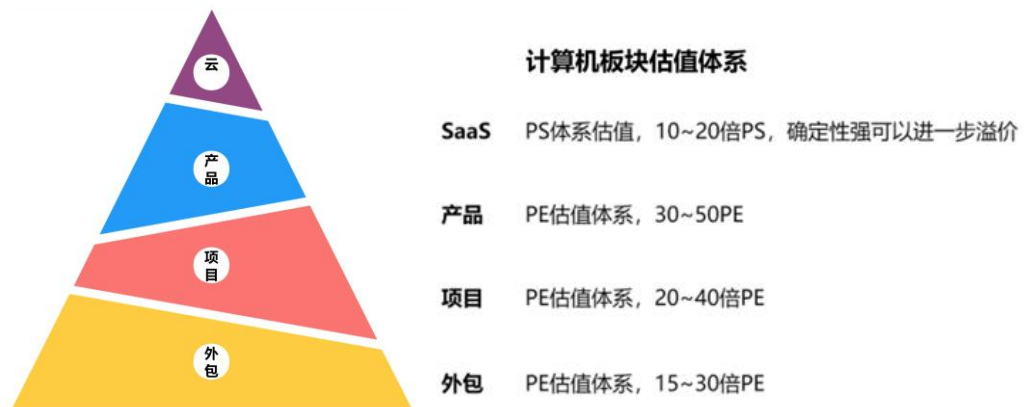 云
产
品
项
目
外
包
计算机板块估值体系
SaaS PS体系估值，10~20倍PS，确定性强可以进一步溢价
产品 PE估值体系，30~50PE
项目 PE估值体系，20~40倍PE
外包 PE估值体系，15~30倍PE